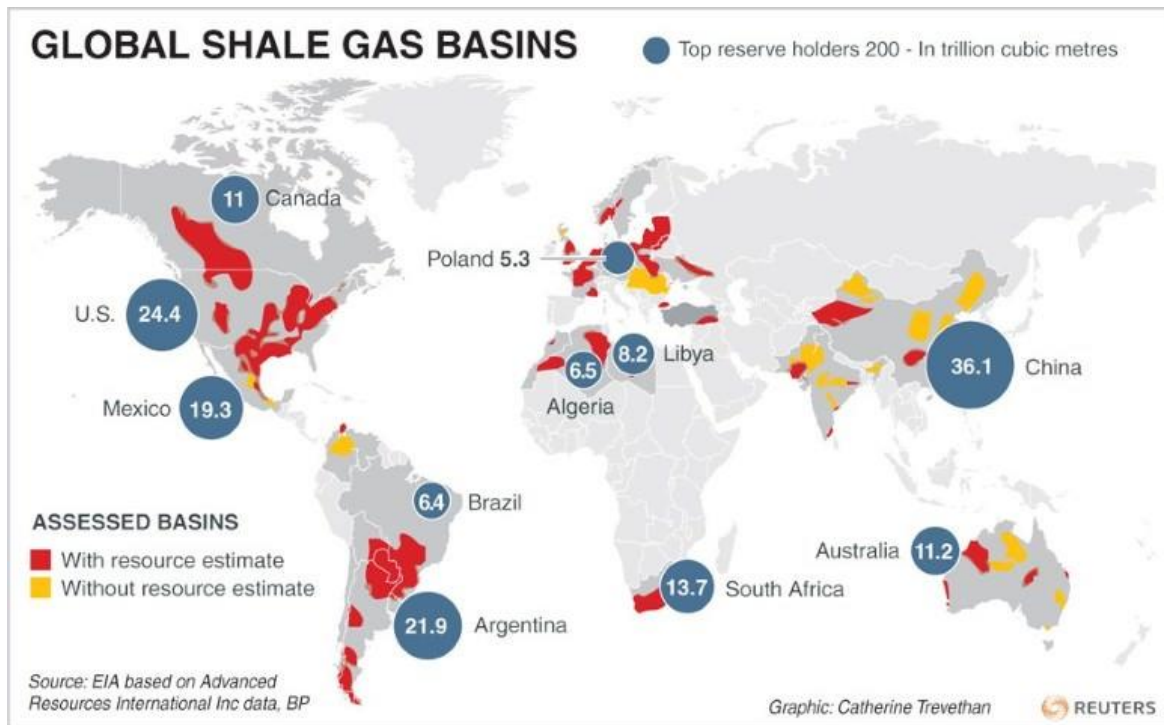 GLOBAL SHALE GAS BASINS
Top reserve holders 200 - In trillion cubic metres
11 Canada
Poland 5.3
U.S. 24.4
8.2 Libya
6.5
Algeria
36.1 China
Mexico 19.3
6.4 Brazil
ASSESSED BASINS
With resource estimate
Without resource estimate
Australia 11.2
13.7 South Africa
21.9 Argentina
Source: EIA based on Advanced
Resources International Inc data, BP
Graphic: Catherine Trevethan
REUTERS